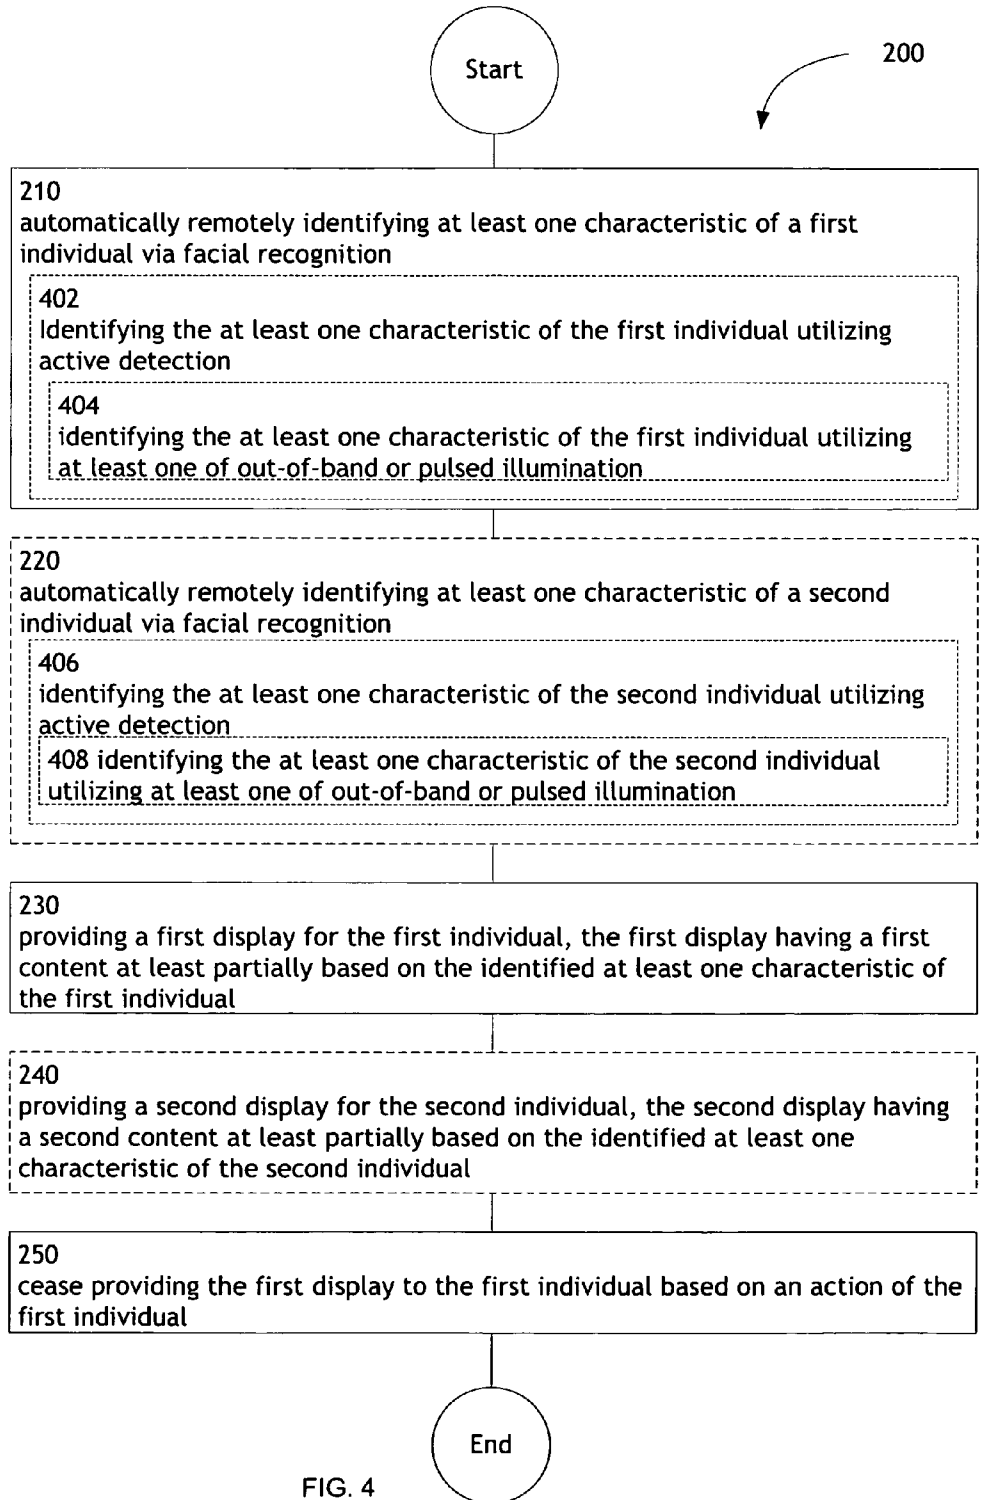 Start
200
210
automatically remotely identifying at least one characteristic of a first
individual via facial recognition
402
Identifying the at least one characteristic of the first individual utilizing
active detection
404
identifying the at least one characteristic of the first individual utilizing
at least one of out-of-band or pulsed illumination
220
automatically remotely identifying at least one characteristic of a second
individual via facial recognition
406
identifying the at least one characteristic of the second individual utilizing
active detection
408 identifying the at least one characteristic of the second individual
utilizing at least one of out-of-band or pulsed illumination
230
providing a first display for the first individual, the first display having a first
content at least partially based on the identified at least one characteristic of
the first individual
240
providing a second display for the second individual, the second display having
a second content at least partially based on the identified at least one
characteristic of the second individual
250
cease providing the first display to the first individual based on an action of the
first individual
End
FIG. 4